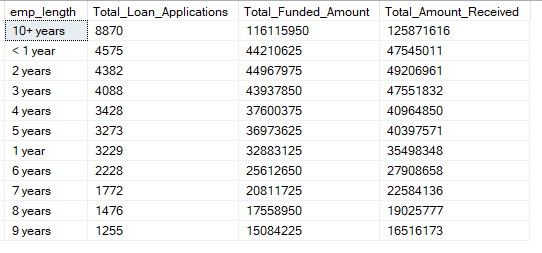 emp_length Total_Loan_Applications Total_Funded_Amount Total_Amount_Received
10+ years 8870 116115950 125871616
< 1 year 4575 44210625 47545011
2 years 4382 44967975 49206961
3 years 4088 43937850 47551832
4 years 3428 37600375 40964850
5 years 3273 36973625 40397571
1 year 3229 32883125 35498348
6 years 2228 25612650 27908658
7 years 1772 20811725 22584136
8 years 1476 17558950 19025777
9 years 1255 15084225 16516173